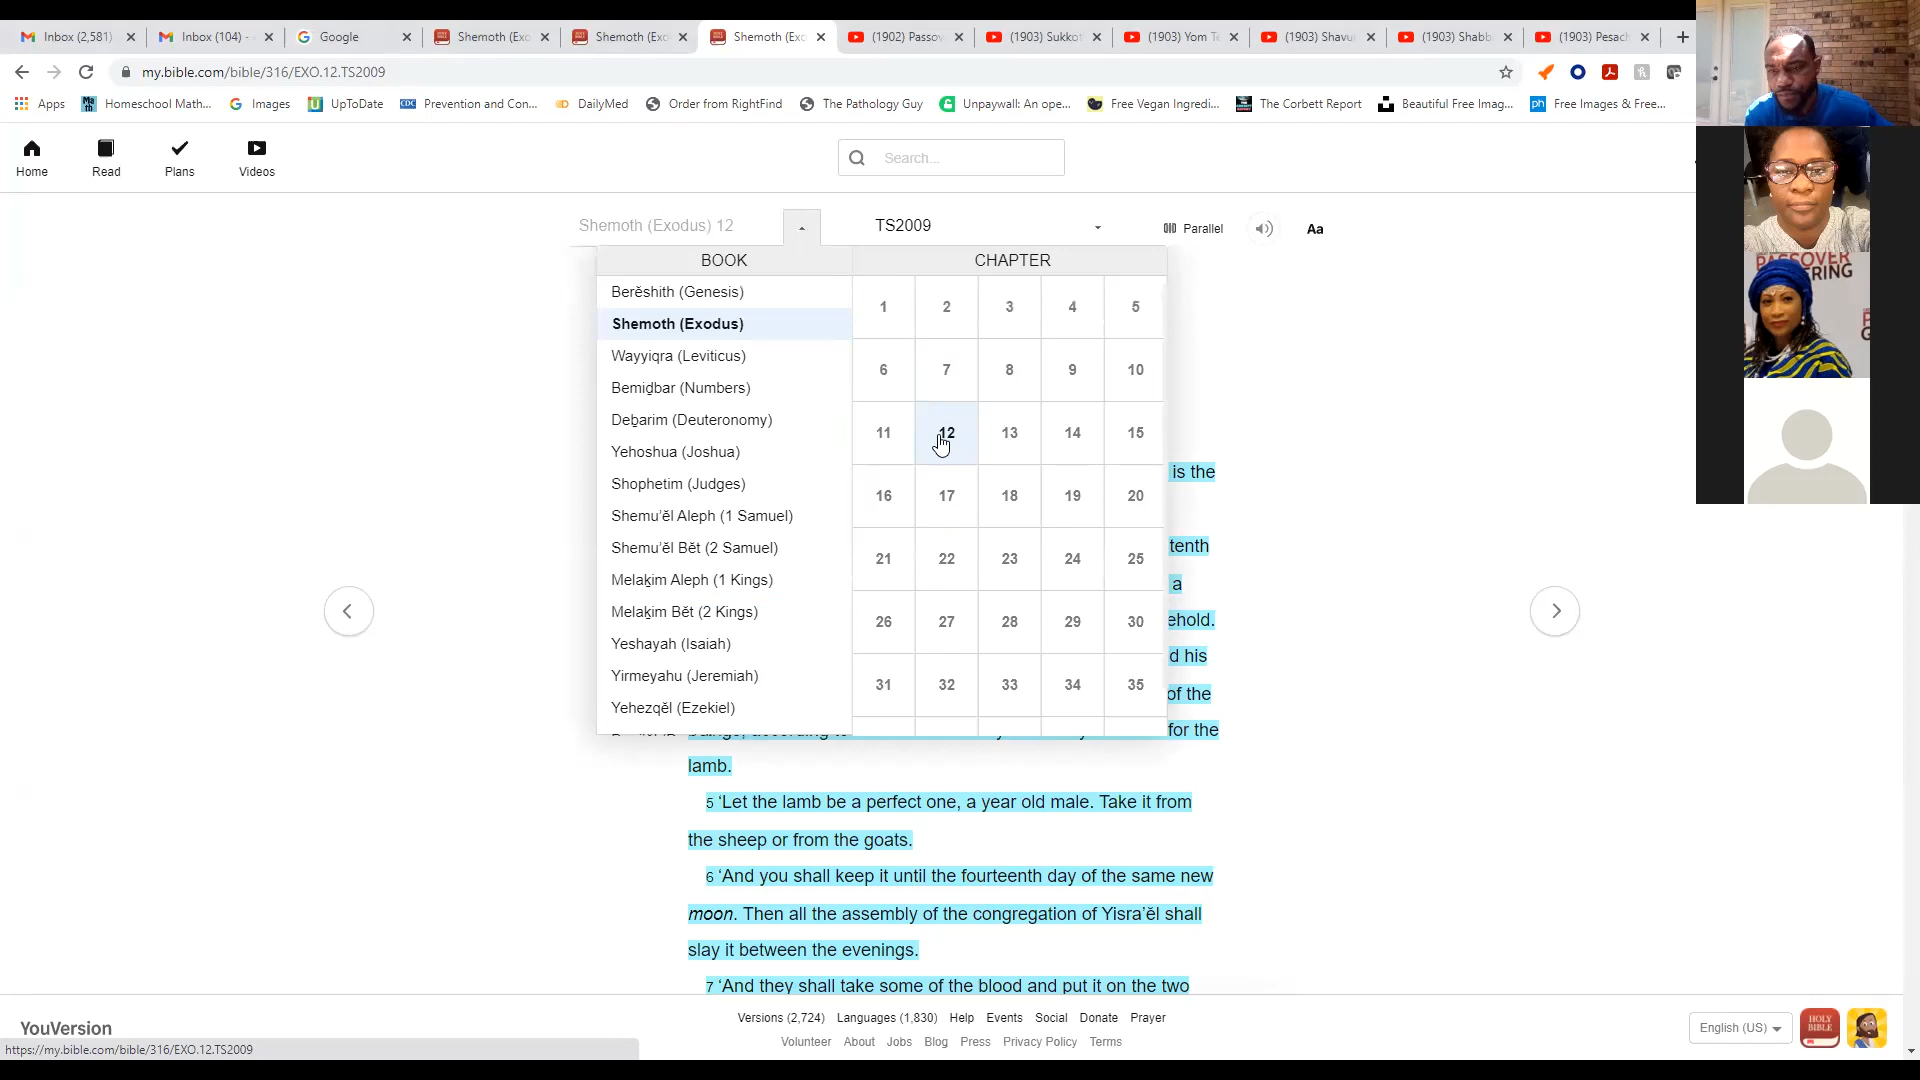 Inbox (2,581)
Inbox (104) -
Google
Shemoth (Exo
Shemoth (Exo
Shemoth (Exo
(1902) Passov
(1903) Sukkot
(1903) Yom Te
(1903) Shavu
(1903) Shabb
(1903) Pesach
my.bible.com/bible/316/EXO.12.TS2009
Apps
Homeschool Math...
Images
UpToDate
Prevention and Con...
DailyMed
Order from RightFind
The Pathology Guy
Unpaywall: An ope...
Free Vegan Ingredi...
The Corbett Report
Beautiful Free Imag...
Free Images & Free...
Home
Read
Plans
Videos
Search...
Shemoth (Exodus) 12
TS2009
Parallel
Aa
BOOK
CHAPTER
Berěshith (Genesis)
Shemoth (Exodus)
Wayyiqra (Leviticus)
Bemiḏbar (Numbers)
Deḇarim (Deuteronomy)
Yehoshua (Joshua)
Shophetim (Judges)
Shemu’ěl Aleph (1 Samuel)
Shemu’ěl Bět (2 Samuel)
Melaḵim Aleph (1 Kings)
Melaḵim Bět (2 Kings)
Yeshayah (Isaiah)
Yirmeyahu (Jeremiah)
Yehezqěl (Ezekiel)
1 2 3 4 5
6 7 8 9 10
11 12 13 14 15
16 17 18 19 20
21 22 23 24 25
26 27 28 29 30
31 32 33 34 35
is the
tenth
a
ehold.
d his
of the
for the
lamb.
5 ‘Let the lamb be a perfect one, a year old male. Take it from
the sheep or from the goats.
6 ‘And you shall keep it until the fourteenth day of the same new
moon. Then all the assembly of the congregation of Yisra’ěl shall
slay it between the evenings.
7 ‘And they shall take some of the blood and put it on the two
YouVersion
Versions (2,724) Languages (1,830) Help Events Social Donate Prayer
Volunteer About Jobs Blog Press Privacy Policy Terms
English (US)
HOLY
BIBLE
https://my.bible.com/bible/316/EXO.12.TS2009
PASSOVER
ERING